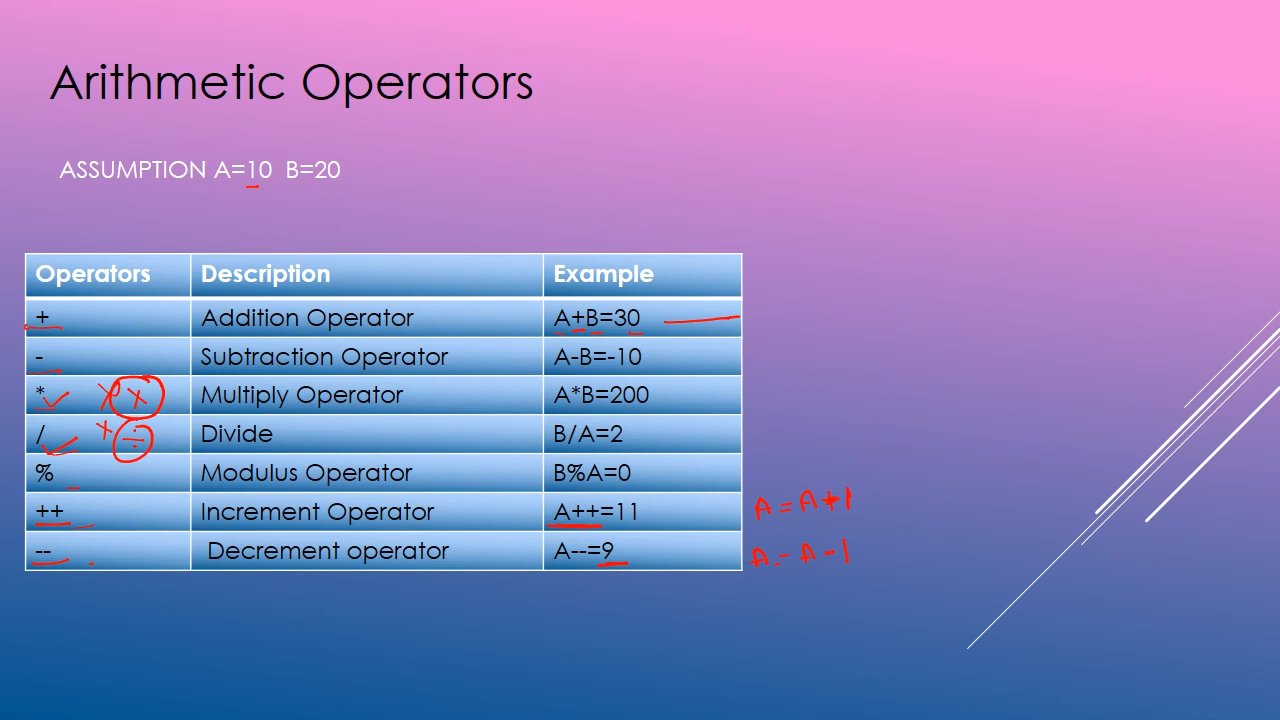 Arithmetic Operators
ASSUMPTION A=10 B=20
Operators Description Example
+ Addition Operator A+B=30
- Subtraction Operator A-B=-10
* x x Multiply Operator A*B=200
/ x ÷ Divide B/A=2
% Modulus Operator B%A=0
++ Increment Operator A++=11 A = A+1
-- Decrement operator A--=9 A = A-1